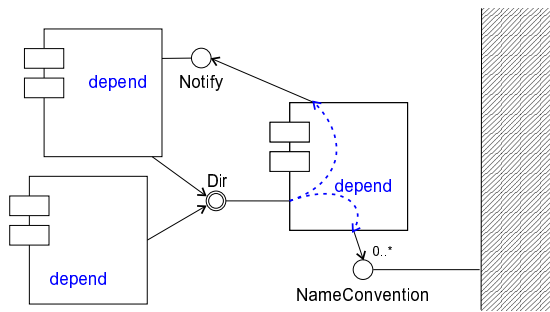 depend
Notify
Dir
depend
depend
0..*
NameConvention